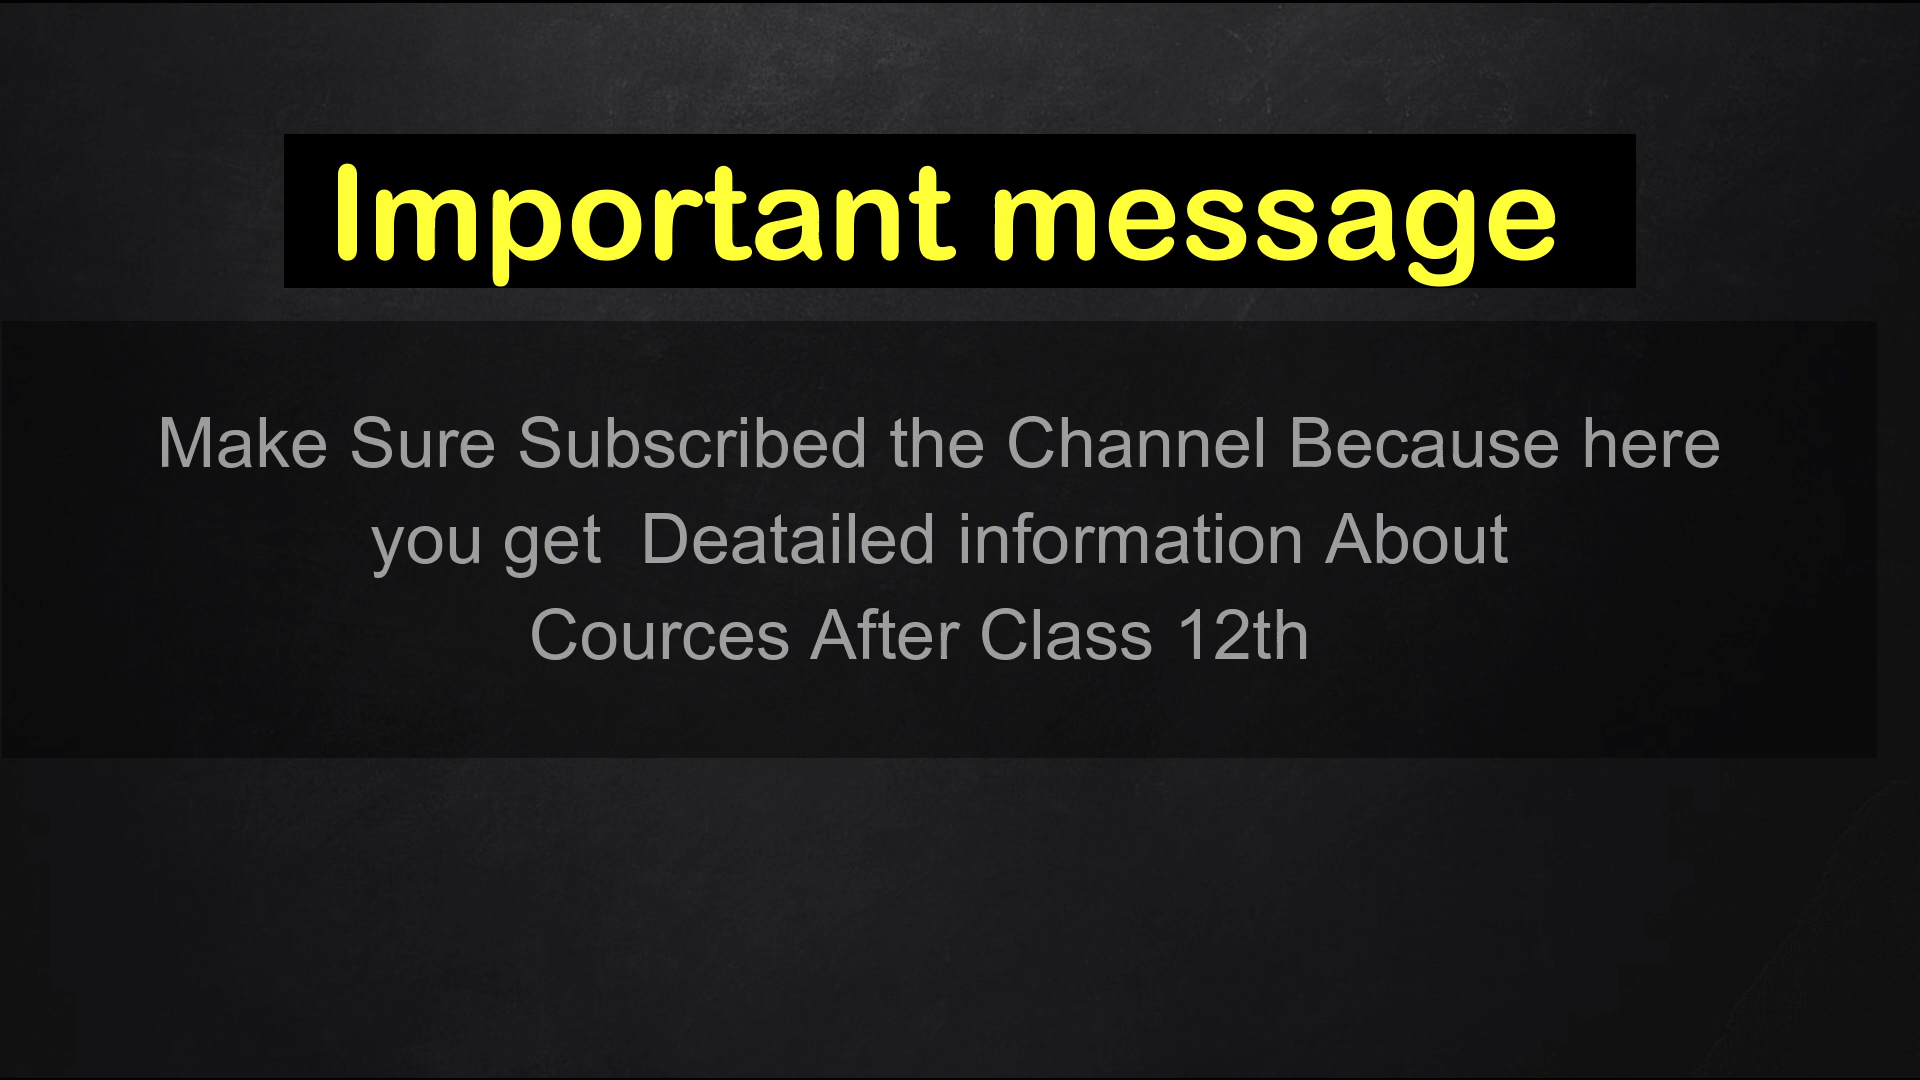 Important message
Make Sure Subscribed the Channel Because here
you get  Deatailed information About
Cources After Class 12th